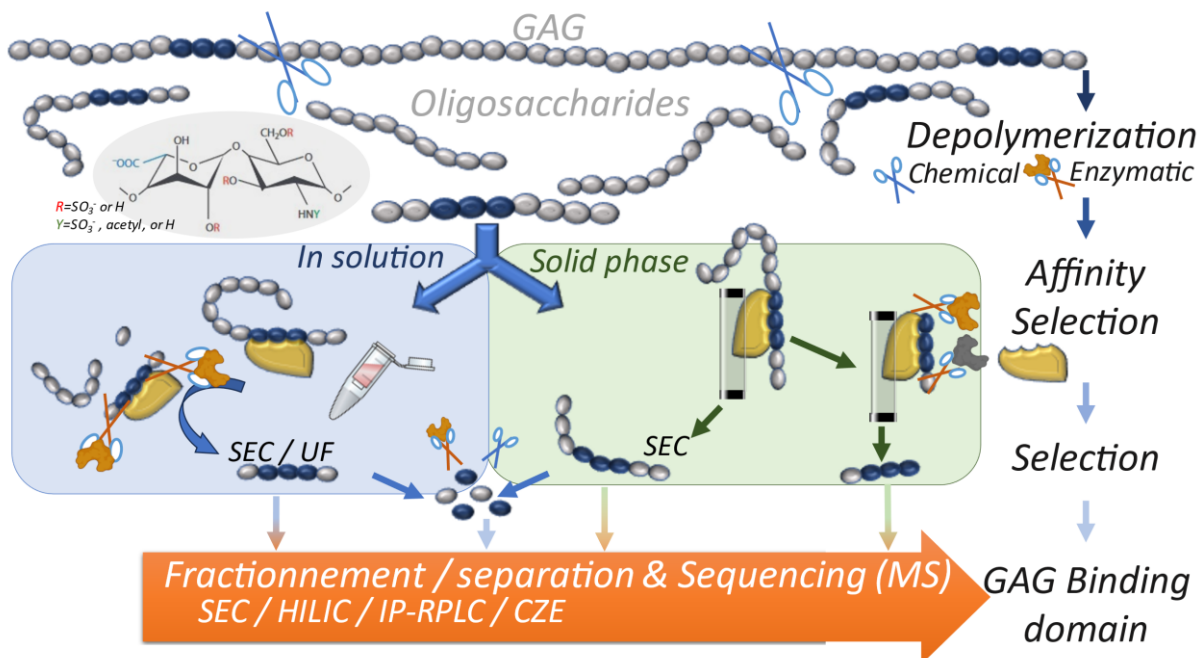 GAG
Oligosaccharides
Depolymerization
Chemical
Enzymatic
⁻OOC
OH
CH₂OR
O
O
RO
O
O
OR
HNY
R=SO₃⁻ or H
Y=SO₃⁻, acetyl, or H
In solution
Solid phase
Affinity
Selection
SEC / UF
SEC
Selection
Fractionnement / separation & Sequencing (MS)
SEC / HILIC / IP-RPLC / CZE
GAG Binding
domain